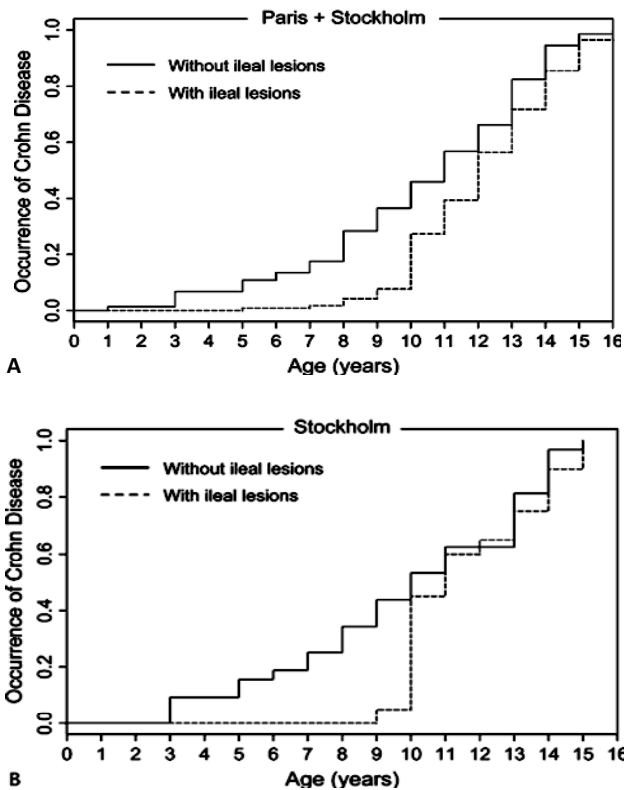 Paris + Stockholm
Without ileal lesions
With ileal lesions
Occurrence of Crohn Disease
0.0 0.2 0.4 0.6 0.8 1.0
0 1 2 3 4 5 6 7 8 9 10 11 12 13 14 15 16
Age (years)
A
Stockholm
Without ileal lesions
With ileal lesions
Occurrence of Crohn Disease
0.0 0.2 0.4 0.6 0.8 1.0
0 1 2 3 4 5 6 7 8 9 10 11 12 13 14 15 16
Age (years)
B